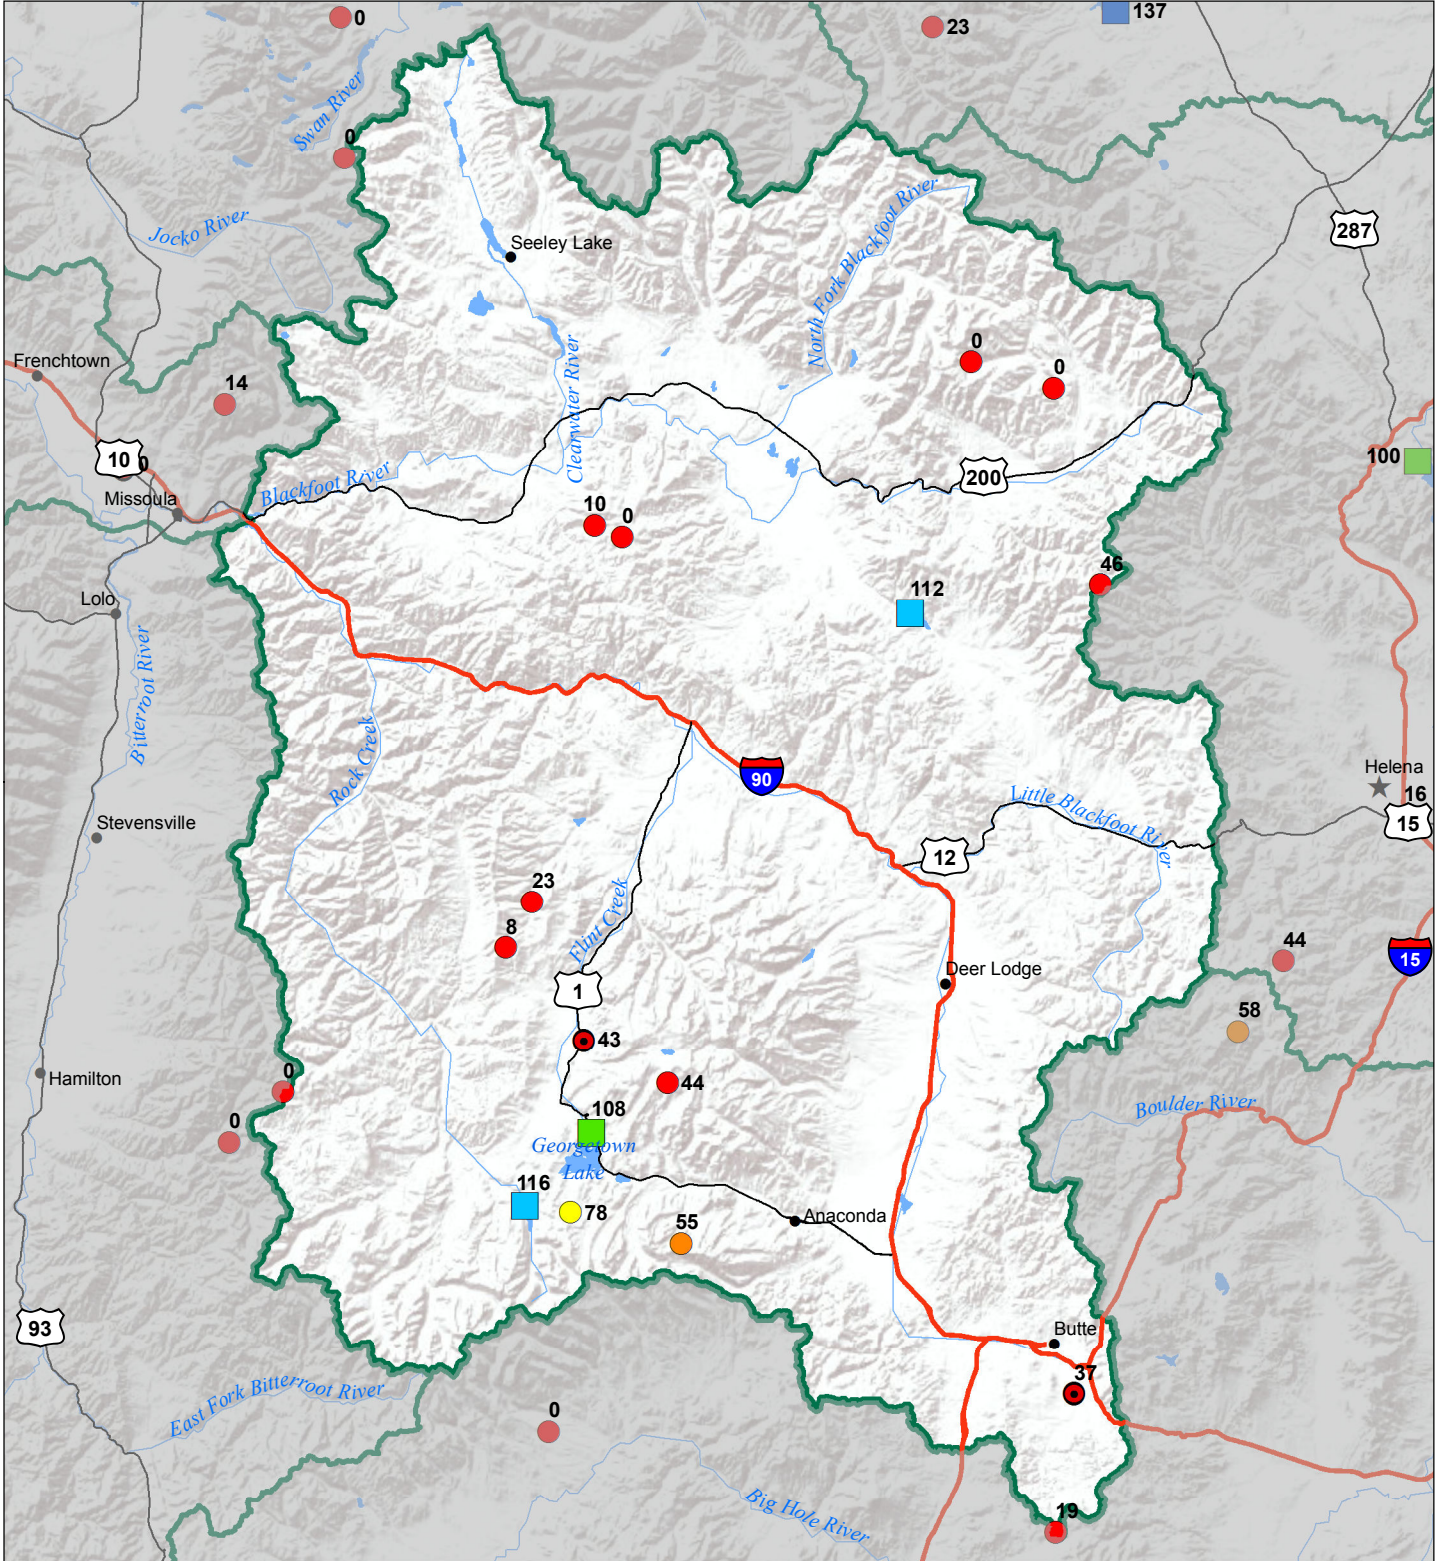 0
23
137
Swan River
0
Jocko River
North Fork Blackfoot River
287
Seeley Lake
Clearwater River
Frenchtown
0
0
14
10
0
Blackfoot River
200
100
Missoula
10
0
46
112
Lolo
Bitterroot River
Rock Creek
90
Helena
16
15
Little Blackfoot River
Stevensville
12
23
Flint Creek
8
44
15
Deer Lodge
1
58
43
Hamilton
0
44
108
Boulder River
0
Georgetown
Lake
116
78
55
Anaconda
93
Butte
37
East Fork Bitterroot River
0
Big Hole River
19